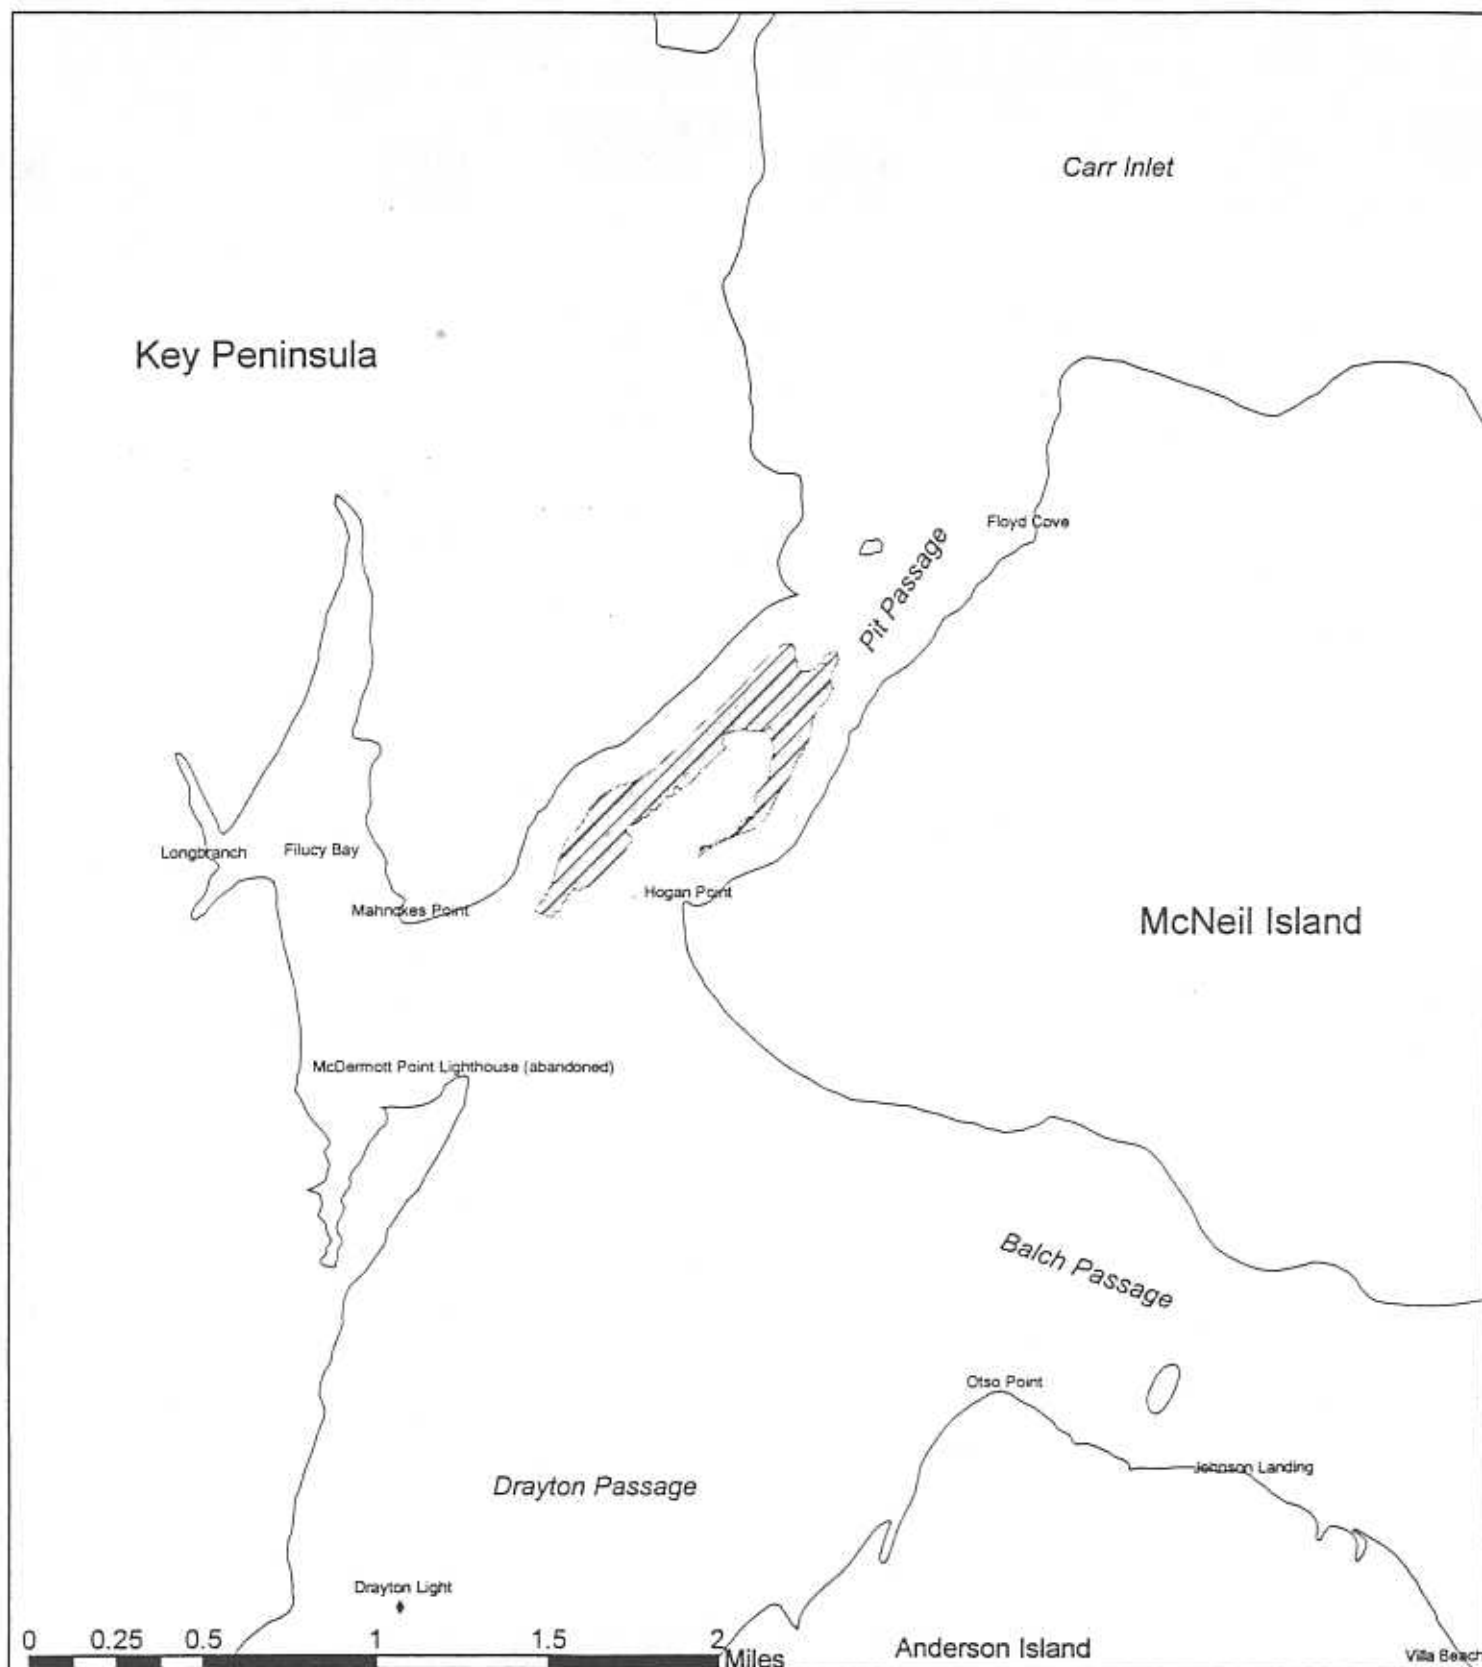 Carr Inlet
Key Peninsula
Floyd Cove
Pit Passage
Longbranch
Filucy Bay
Hogan Point
Mahnckes Point
McNeil Island
McDermott Point Lighthouse (abandoned)
Balch Passage
Otso Point
Johnson Landing
Drayton Passage
Drayton Light
0 0.25 0.5 1 1.5 2
Miles
Anderson Island
Villa Beach